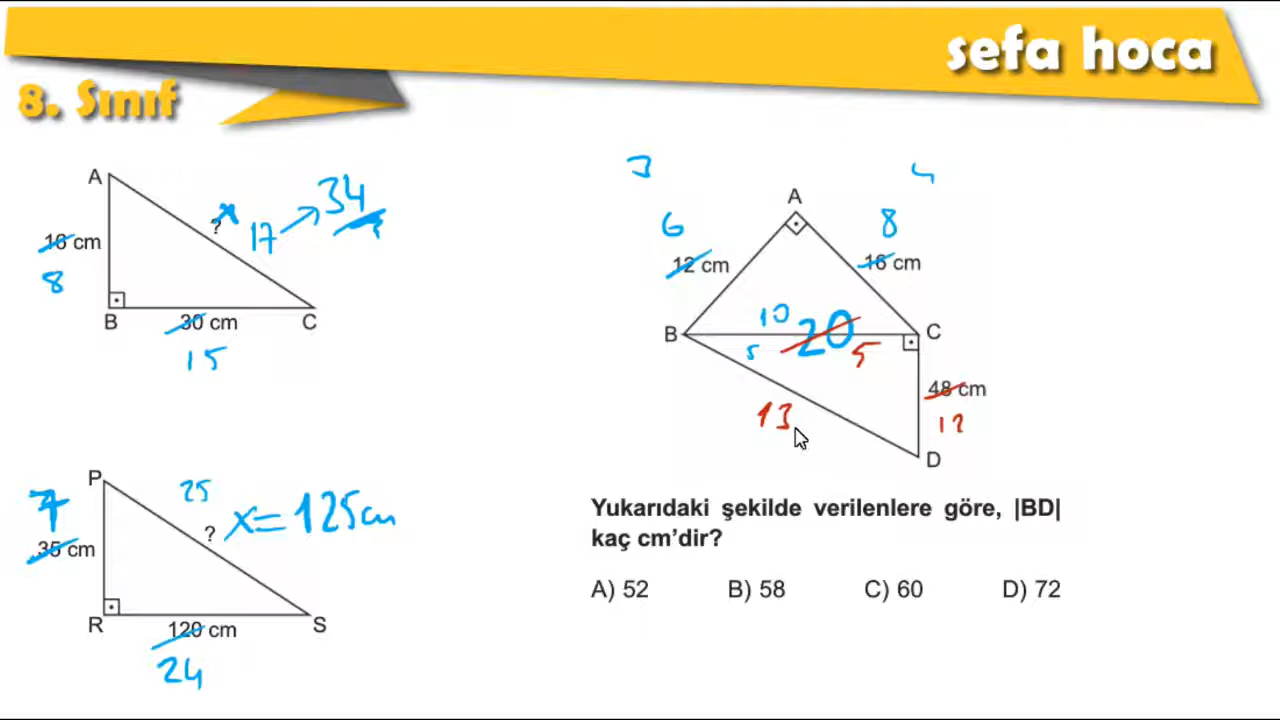 sefa hoca
8. Sınıf
A
16 cm
8
?
x
17
34
B
30 cm
C
15
P
7
35 cm
25
?
x=125cm
R
120 cm
S
24
3
4
A
6
8
12 cm
16 cm
B
10
20
5
5
C
48 cm
12
13
D
Yukarıdaki şekilde verilenlere göre, |BD|
kaç cm'dir?
A) 52 B) 58 C) 60 D) 72